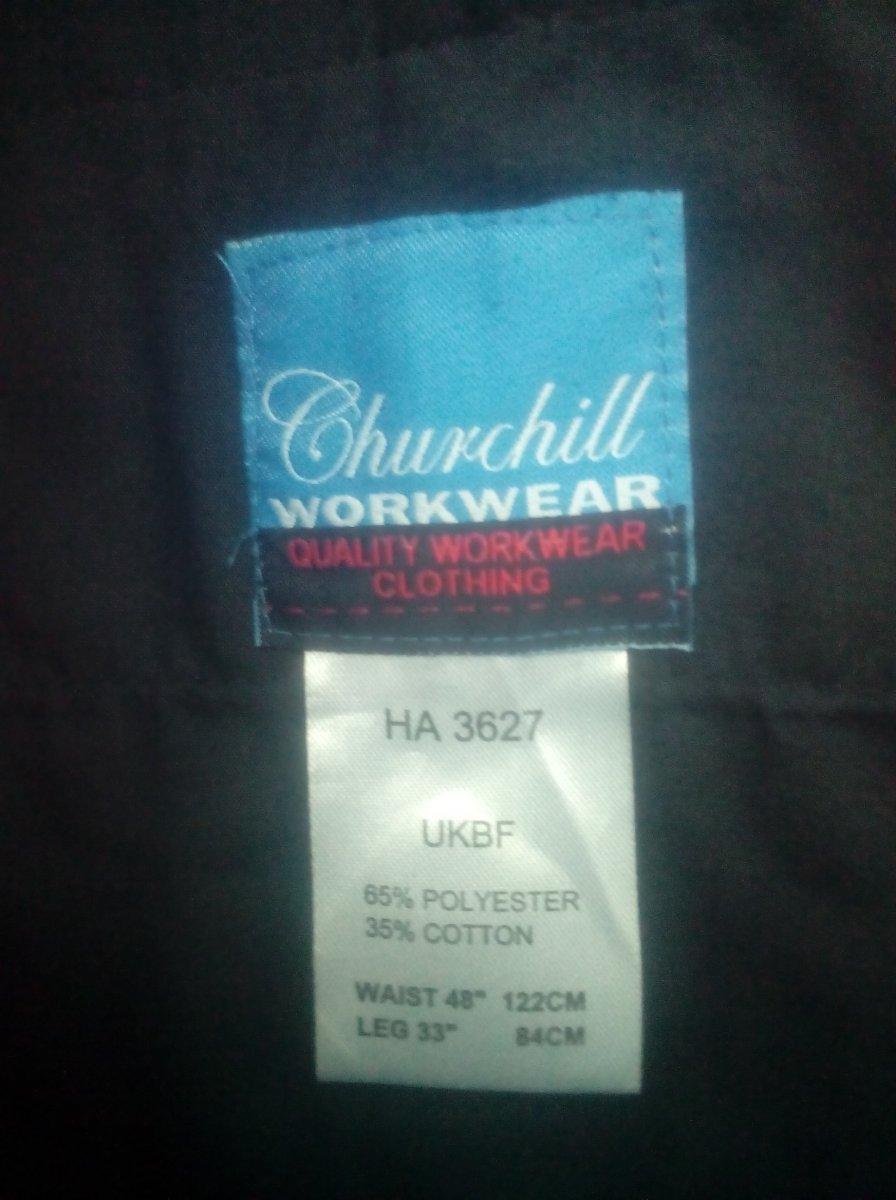 Churchill
WORKWEAR
QUALITY WORKWEAR
CLOTHING
HA 3627
UKBF
65% POLYESTER
35% COTTON
WAIST 48" 122CM
LEG 33" 84CM